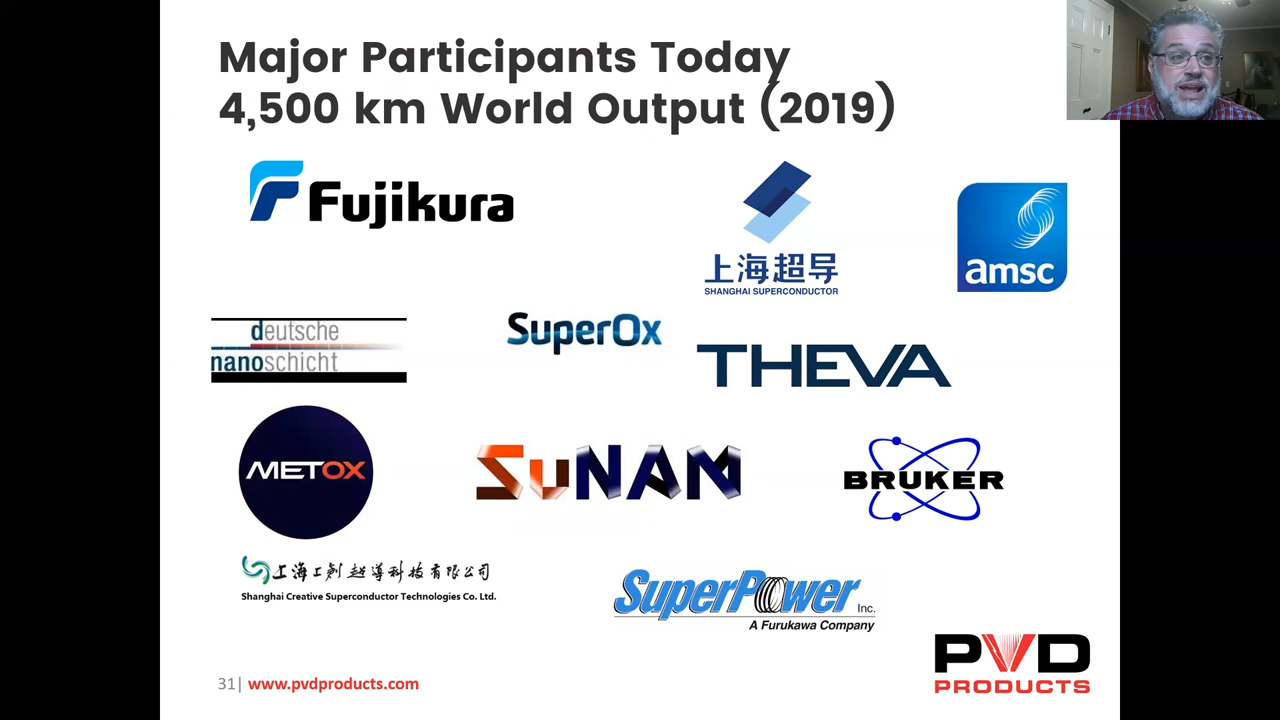 Major Participants Today
4,500 km World Output (2019)
Fujikura
上海超导
SHANGHAI SUPERCONDUCTOR
amsc
deutsche
nanoschicht
SuperOx
THEVA
METOX
SuNAM
BRUKER
上海上创超导科技有限公司
Shanghai Creative Superconductor Technologies Co. Ltd.
SuperPower Inc.
A Furukawa Company
PVD
PRODUCTS
31| www.pvdproducts.com